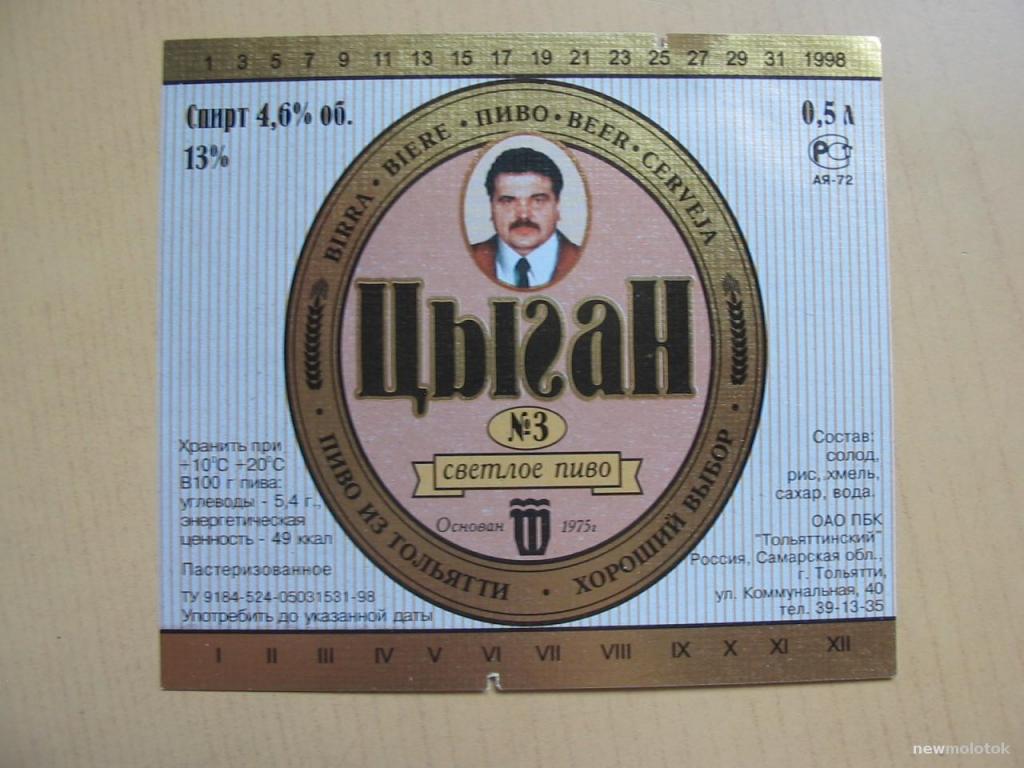 1 3 5 7 9 11 13 15 17 19 21 23 25 27 29 31 1998
Спирт 4,6% об.
13%
0,5 л
РСТ
АЯ-72
BIRRA • BIERE • ПИВО • BEER • CERVEJA
Цыган
№3
светлое пиво
Основан 1975г
• ПИВО ИЗ ТОЛЬЯТТИ • ХОРОШИЙ ВЫБОР •
Хранить при
+10°С +20°С
В100 г пива:
углеводы - 5,4 г.,
энергетическая
ценность - 49 ккал
Пастеризованное
ТУ 9184-524-05031531-98
Употребить до указанной даты
Состав:
солод,
рис, хмель,
сахар, вода.
ОАО ПБК
"Тольяттинский"
Россия, Самарская обл.,
г. Тольятти,
ул. Коммунальная, 40
тел. 39-13-35
I II III IV V VI VII VIII IX X XI XII
newmolotok